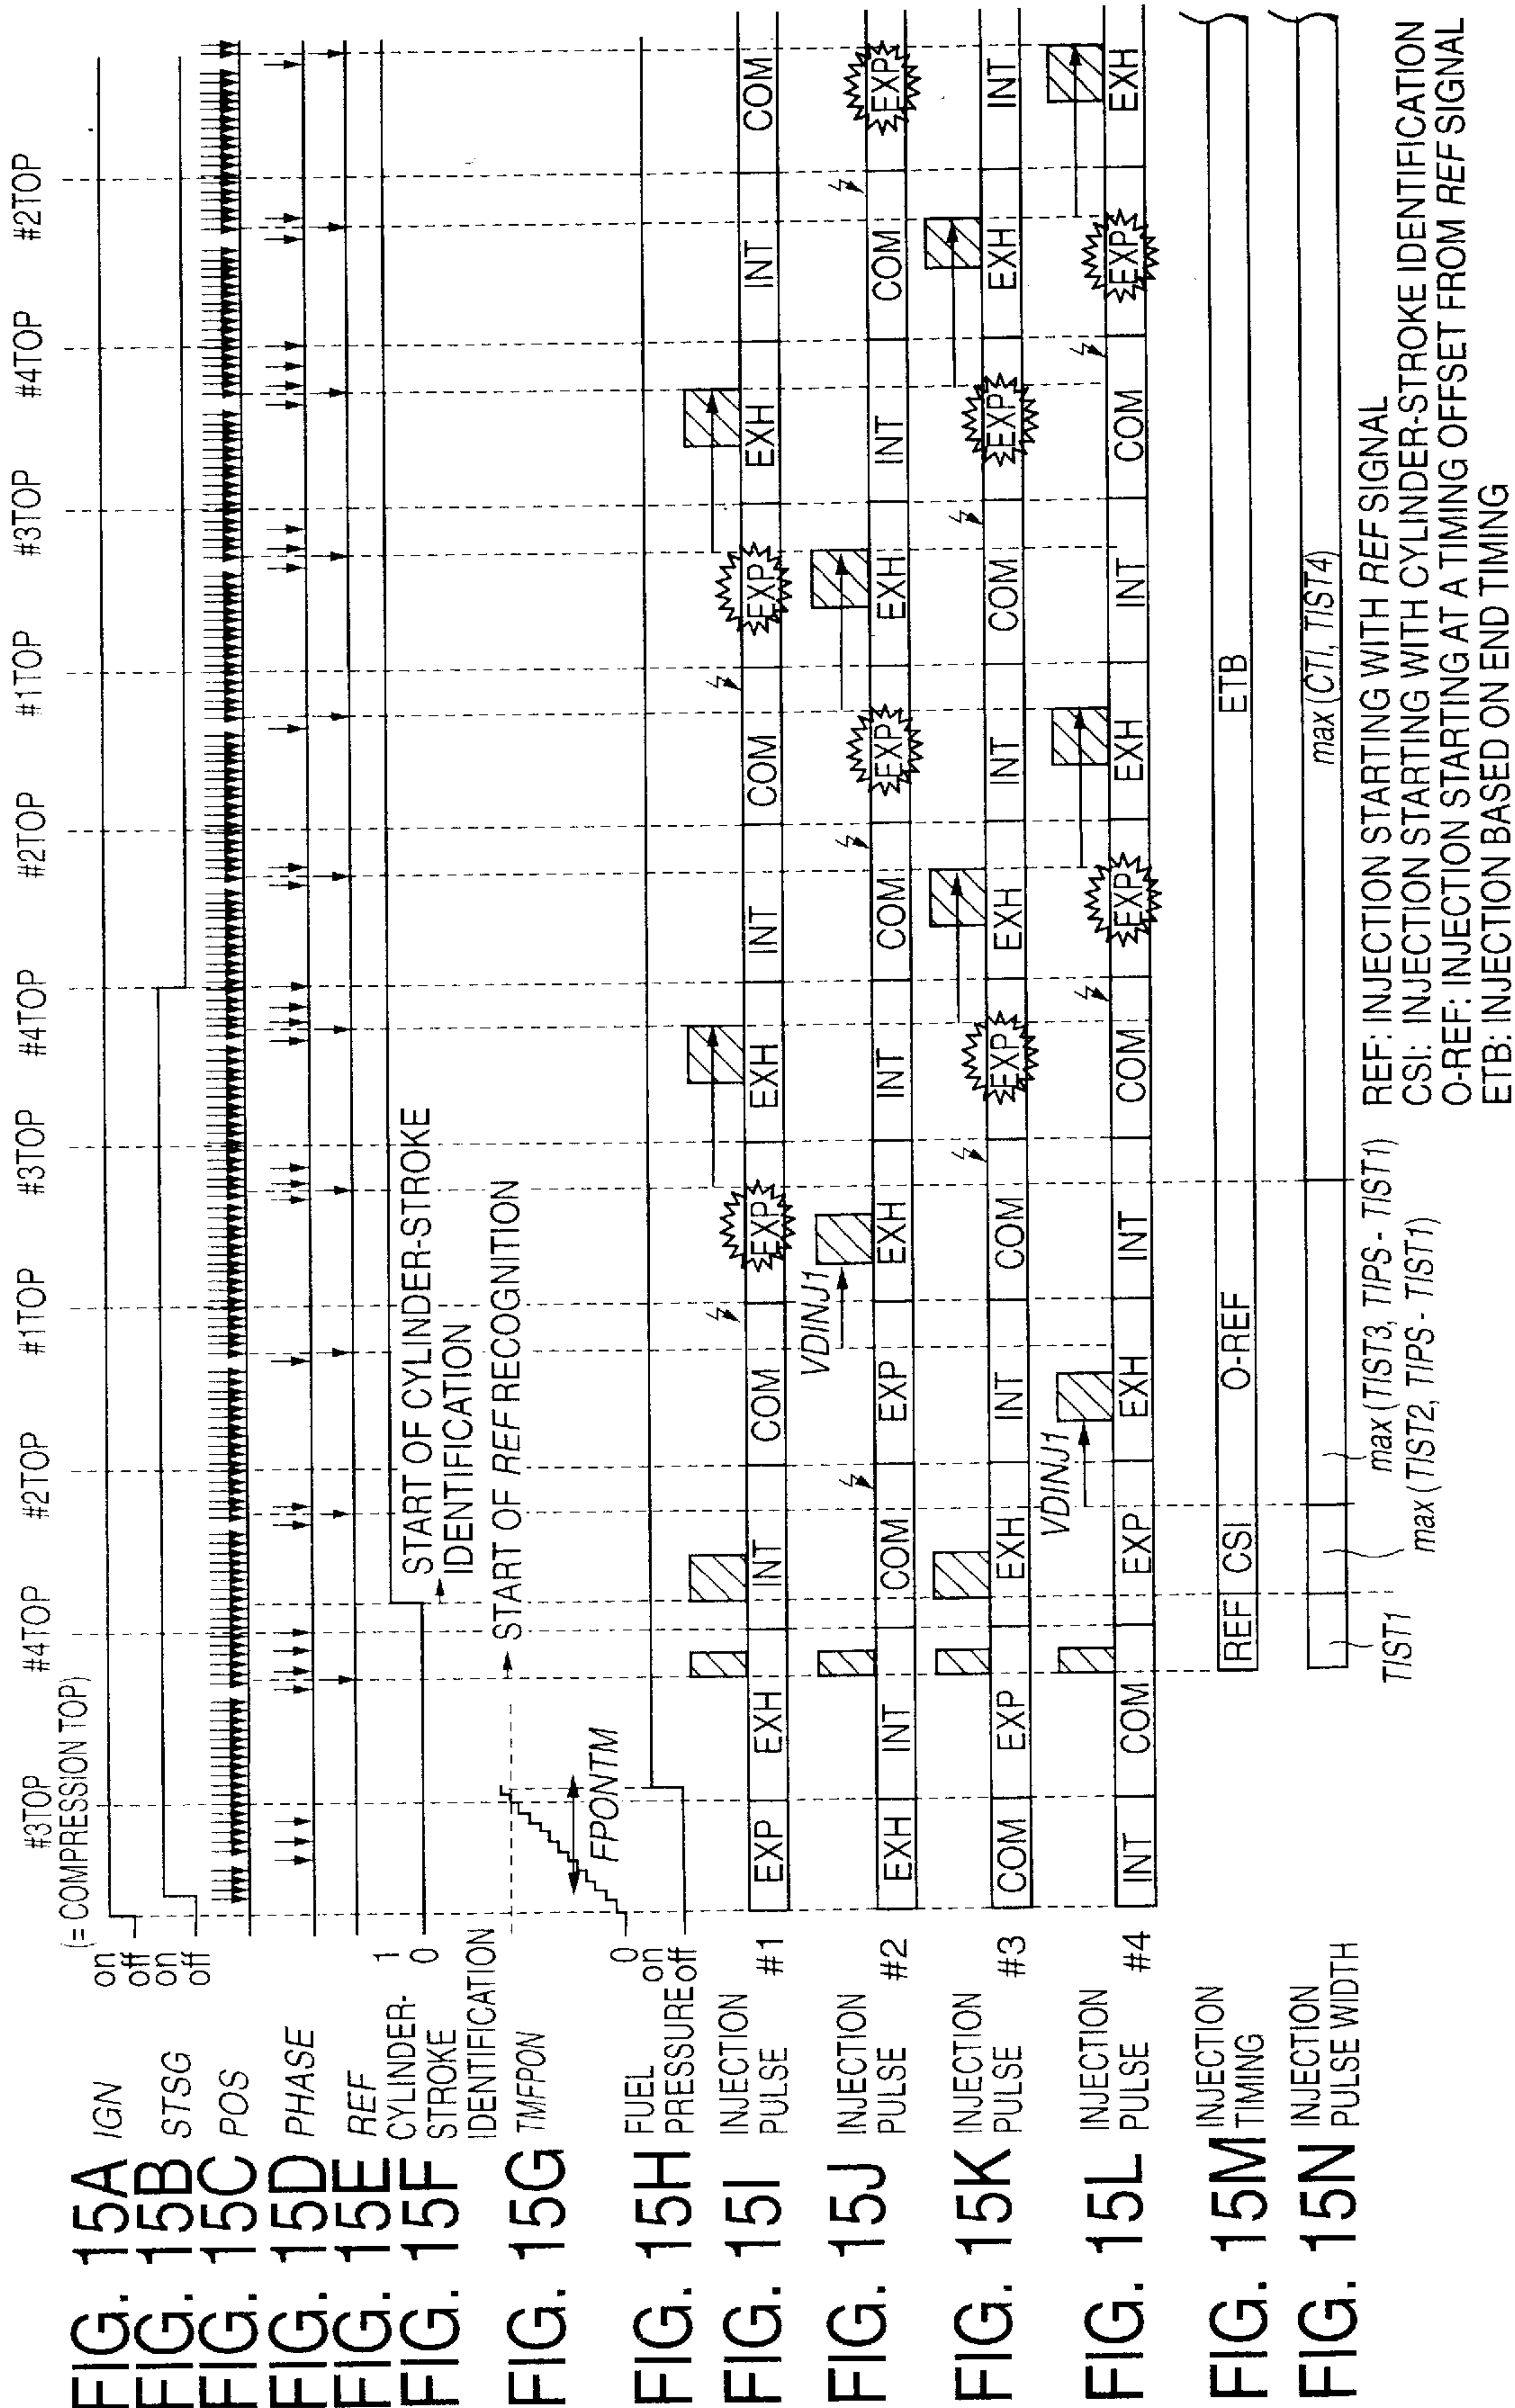 #3TOP #4TOP #2TOP #1TOP #3TOP #4TOP #2TOP #1TOP #3TOP #4TOP #2TOP
(= COMPRESSION TOP)
FIG. 15A IGN on
off
FIG. 15B STSG on
off
FIG. 15C POS
FIG. 15D PHASE
FIG. 15E REF
FIG. 15F CYLINDER-
STROKE
IDENTIFICATION
1
0
START OF CYLINDER-STROKE
IDENTIFICATION
FIG. 15G TMFPON
0
FPONTM
START OF REF RECOGNITION
FIG. 15H FUEL
PRESSURE
on
off
FIG. 15I INJECTION
PULSE
#1 EXP EXH INT COM EXP EXH INT COM EXP EXH INT COM
FIG. 15J INJECTION
PULSE
VDINJ1
#2 EXH INT COM EXP EXH INT COM EXP EXH INT COM EXP
FIG. 15K INJECTION
PULSE
#3 COM EXP EXH INT COM EXP EXH INT COM EXP EXH INT
FIG. 15L INJECTION
PULSE
VDINJ1
#4 INT COM EXP EXH INT COM EXP EXH INT COM EXP EXH
FIG. 15M INJECTION
TIMING
REF CSI O-REF ETB
FIG. 15N INJECTION
PULSE WIDTH
max (CTI, TIST4)
TIST1
max (TIST3, TIPS - TIST1)
max (TIST2, TIPS - TIST1)
REF: INJECTION STARTING WITH REF SIGNAL
CSI: INJECTION STARTING WITH CYLINDER-STROKE IDENTIFICATION
O-REF: INJECTION STARTING AT A TIMING OFFSET FROM REF SIGNAL
ETB: INJECTION BASED ON END TIMING